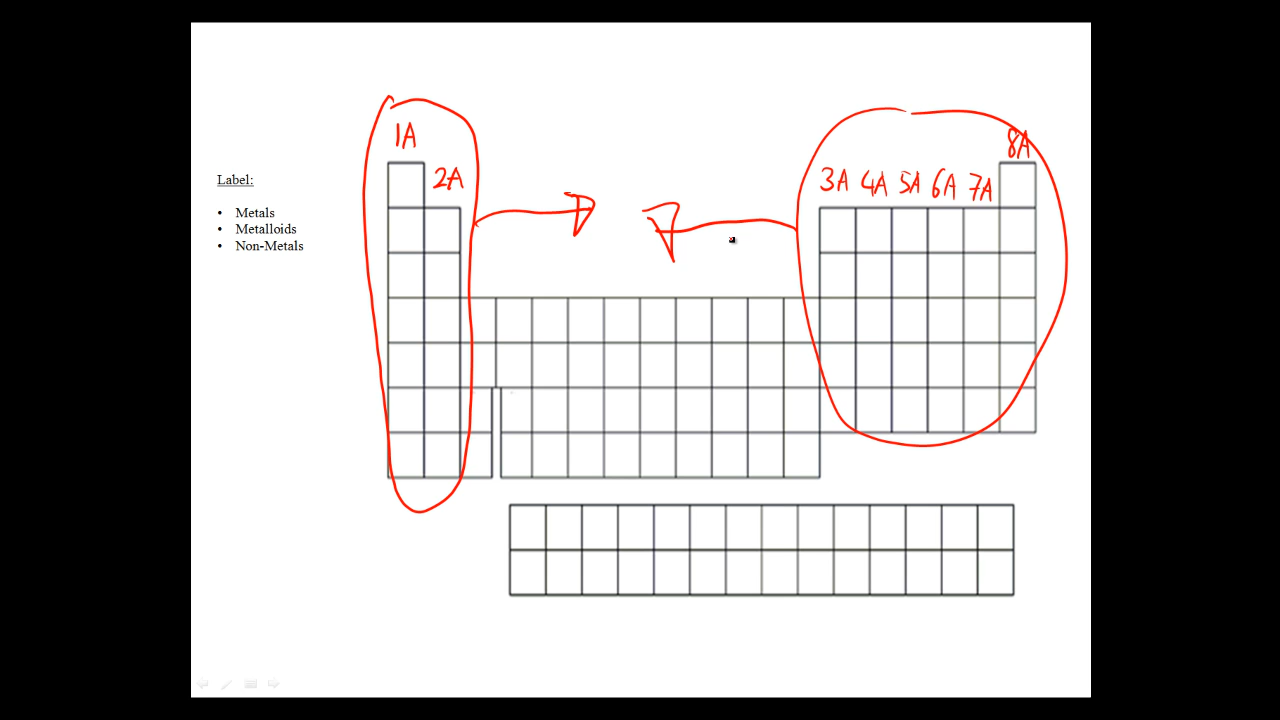 1A
8A
2A
3A 4A 5A 6A 7A
Label:
• Metals
• Metalloids
• Non-Metals